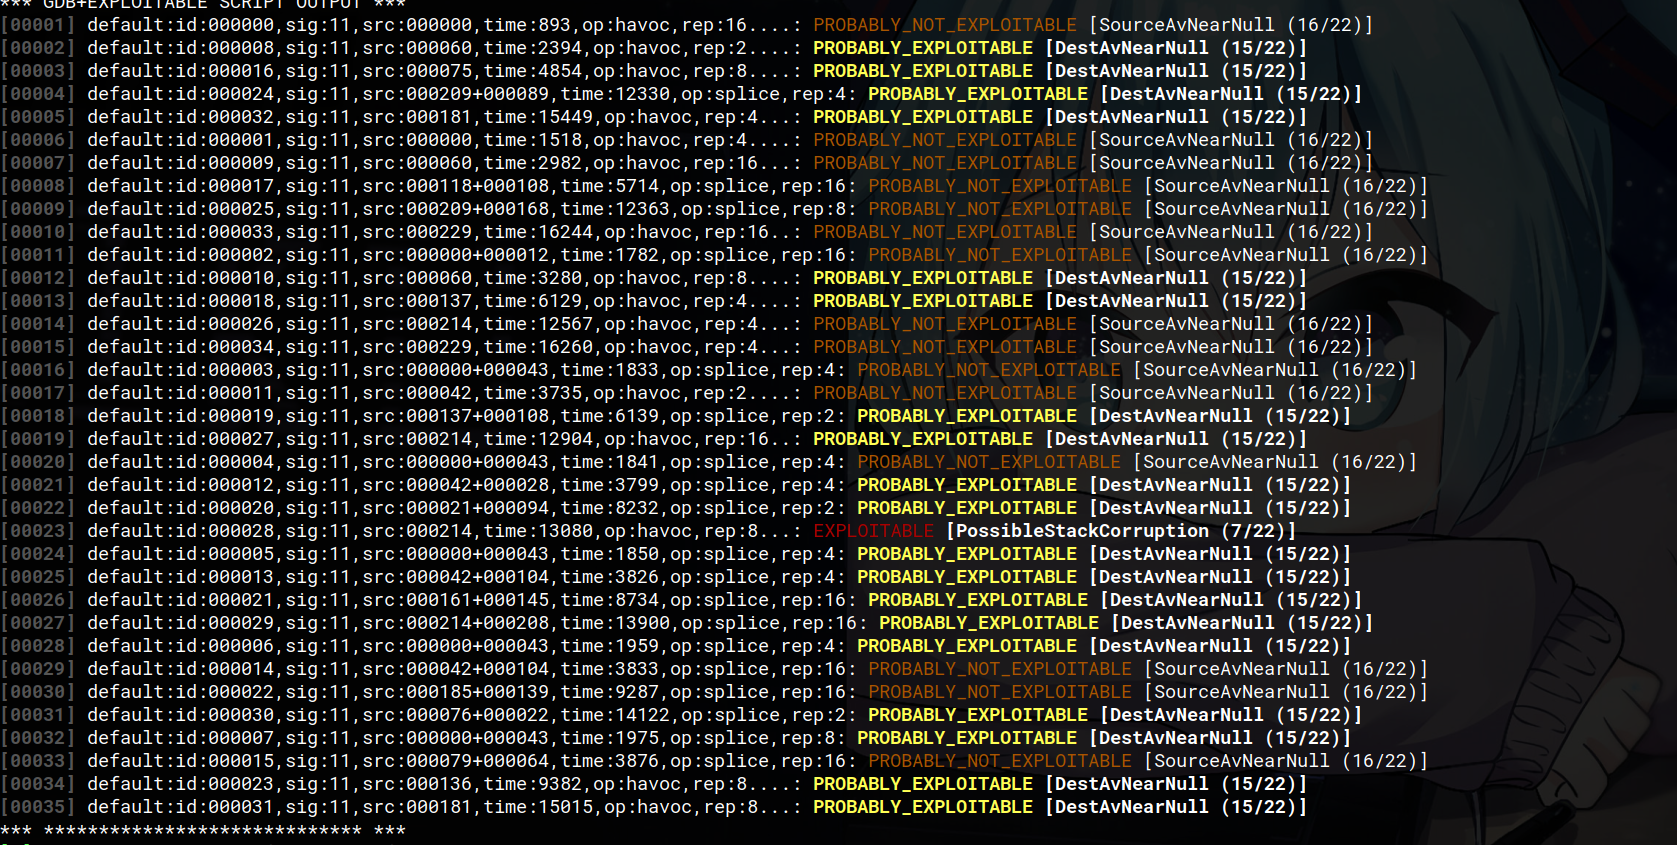 *** GDB+EXPLOITABLE SCRIPT OUTPUT ***
[00001] default:id:000000,sig:11,src:000000,time:893,op:havoc,rep:16....: PROBABLY_NOT_EXPLOITABLE [SourceAvNearNull (16/22)]
[00002] default:id:000008,sig:11,src:000060,time:2394,op:havoc,rep:2....: PROBABLY_EXPLOITABLE [DestAvNearNull (15/22)]
[00003] default:id:000016,sig:11,src:000075,time:4854,op:havoc,rep:8....: PROBABLY_EXPLOITABLE [DestAvNearNull (15/22)]
[00004] default:id:000024,sig:11,src:000209+000089,time:12330,op:splice,rep:4: PROBABLY_EXPLOITABLE [DestAvNearNull (15/22)]
[00005] default:id:000032,sig:11,src:000181,time:15449,op:havoc,rep:4...: PROBABLY_EXPLOITABLE [DestAvNearNull (15/22)]
[00006] default:id:000001,sig:11,src:000000,time:1518,op:havoc,rep:4....: PROBABLY_NOT_EXPLOITABLE [SourceAvNearNull (16/22)]
[00007] default:id:000009,sig:11,src:000060,time:2982,op:havoc,rep:16...: PROBABLY_NOT_EXPLOITABLE [SourceAvNearNull (16/22)]
[00008] default:id:000017,sig:11,src:000118+000108,time:5714,op:splice,rep:16: PROBABLY_NOT_EXPLOITABLE [SourceAvNearNull (16/22)]
[00009] default:id:000025,sig:11,src:000209+000168,time:12363,op:splice,rep:8: PROBABLY_NOT_EXPLOITABLE [SourceAvNearNull (16/22)]
[00010] default:id:000033,sig:11,src:000229,time:16244,op:havoc,rep:16..: PROBABLY_NOT_EXPLOITABLE [SourceAvNearNull (16/22)]
[00011] default:id:000002,sig:11,src:000000+000012,time:1782,op:splice,rep:16: PROBABLY_NOT_EXPLOITABLE [SourceAvNearNull (16/22)]
[00012] default:id:000010,sig:11,src:000060,time:3280,op:havoc,rep:8....: PROBABLY_EXPLOITABLE [DestAvNearNull (15/22)]
[00013] default:id:000018,sig:11,src:000137,time:6129,op:havoc,rep:4....: PROBABLY_EXPLOITABLE [DestAvNearNull (15/22)]
[00014] default:id:000026,sig:11,src:000214,time:12567,op:havoc,rep:4...: PROBABLY_NOT_EXPLOITABLE [SourceAvNearNull (16/22)]
[00015] default:id:000034,sig:11,src:000229,time:16260,op:havoc,rep:4...: PROBABLY_NOT_EXPLOITABLE [SourceAvNearNull (16/22)]
[00016] default:id:000003,sig:11,src:000000+000043,time:1833,op:splice,rep:4: PROBABLY_NOT_EXPLOITABLE [SourceAvNearNull (16/22)]
[00017] default:id:000011,sig:11,src:000042,time:3735,op:havoc,rep:2....: PROBABLY_NOT_EXPLOITABLE [SourceAvNearNull (16/22)]
[00018] default:id:000019,sig:11,src:000137+000108,time:6139,op:splice,rep:2: PROBABLY_EXPLOITABLE [DestAvNearNull (15/22)]
[00019] default:id:000027,sig:11,src:000214,time:12904,op:havoc,rep:16..: PROBABLY_EXPLOITABLE [DestAvNearNull (15/22)]
[00020] default:id:000004,sig:11,src:000000+000043,time:1841,op:splice,rep:4: PROBABLY_NOT_EXPLOITABLE [SourceAvNearNull (16/22)]
[00021] default:id:000012,sig:11,src:000042+000028,time:3799,op:splice,rep:4: PROBABLY_EXPLOITABLE [DestAvNearNull (15/22)]
[00022] default:id:000020,sig:11,src:000021+000094,time:8232,op:splice,rep:2: PROBABLY_EXPLOITABLE [DestAvNearNull (15/22)]
[00023] default:id:000028,sig:11,src:000214,time:13080,op:havoc,rep:8...: EXPLOITABLE [PossibleStackCorruption (7/22)]
[00024] default:id:000005,sig:11,src:000000+000043,time:1850,op:splice,rep:4: PROBABLY_EXPLOITABLE [DestAvNearNull (15/22)]
[00025] default:id:000013,sig:11,src:000042+000104,time:3826,op:splice,rep:4: PROBABLY_EXPLOITABLE [DestAvNearNull (15/22)]
[00026] default:id:000021,sig:11,src:000161+000145,time:8734,op:splice,rep:16: PROBABLY_EXPLOITABLE [DestAvNearNull (15/22)]
[00027] default:id:000029,sig:11,src:000214+000208,time:13900,op:splice,rep:16: PROBABLY_EXPLOITABLE [DestAvNearNull (15/22)]
[00028] default:id:000006,sig:11,src:000000+000043,time:1959,op:splice,rep:4: PROBABLY_EXPLOITABLE [DestAvNearNull (15/22)]
[00029] default:id:000014,sig:11,src:000042+000104,time:3833,op:splice,rep:16: PROBABLY_NOT_EXPLOITABLE [SourceAvNearNull (16/22)]
[00030] default:id:000022,sig:11,src:000185+000139,time:9287,op:splice,rep:16: PROBABLY_NOT_EXPLOITABLE [SourceAvNearNull (16/22)]
[00031] default:id:000030,sig:11,src:000076+000022,time:14122,op:splice,rep:2: PROBABLY_EXPLOITABLE [DestAvNearNull (15/22)]
[00032] default:id:000007,sig:11,src:000000+000043,time:1975,op:splice,rep:8: PROBABLY_EXPLOITABLE [DestAvNearNull (15/22)]
[00033] default:id:000015,sig:11,src:000079+000064,time:3876,op:splice,rep:16: PROBABLY_NOT_EXPLOITABLE [SourceAvNearNull (16/22)]
[00034] default:id:000023,sig:11,src:000136,time:9382,op:havoc,rep:8....: PROBABLY_EXPLOITABLE [DestAvNearNull (15/22)]
[00035] default:id:000031,sig:11,src:000181,time:15015,op:havoc,rep:8...: PROBABLY_EXPLOITABLE [DestAvNearNull (15/22)]
*** ***************************** ***